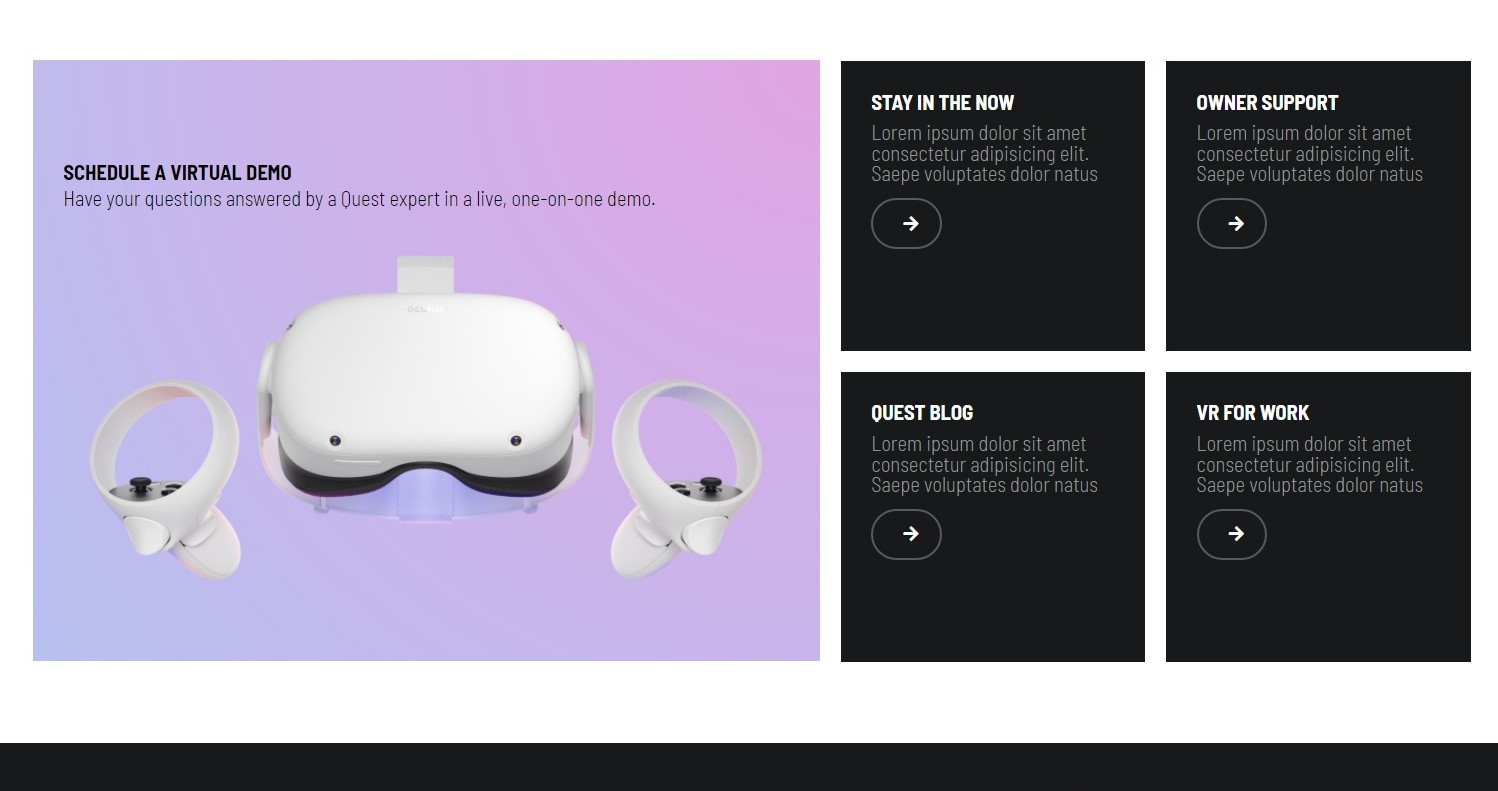 SCHEDULE A VIRTUAL DEMO
Have your questions answered by a Quest expert in a live, one-on-one demo.
oculus
STAY IN THE NOW
Lorem ipsum dolor sit amet
consectetur adipisicing elit.
Saepe voluptates dolor natus
OWNER SUPPORT
Lorem ipsum dolor sit amet
consectetur adipisicing elit.
Saepe voluptates dolor natus
QUEST BLOG
Lorem ipsum dolor sit amet
consectetur adipisicing elit.
Saepe voluptates dolor natus
VR FOR WORK
Lorem ipsum dolor sit amet
consectetur adipisicing elit.
Saepe voluptates dolor natus